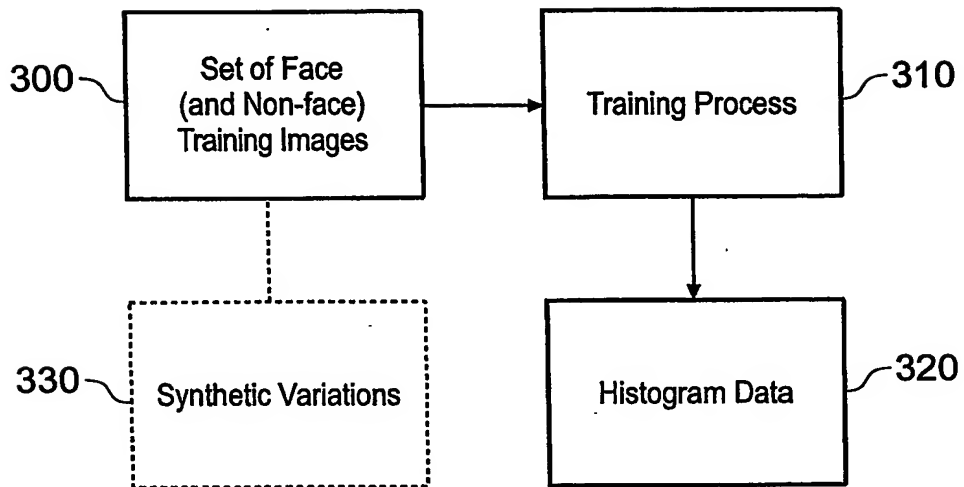 300
Set of Face
(and Non-face)
Training Images
Training Process
310
330
Synthetic Variations
Histogram Data
320